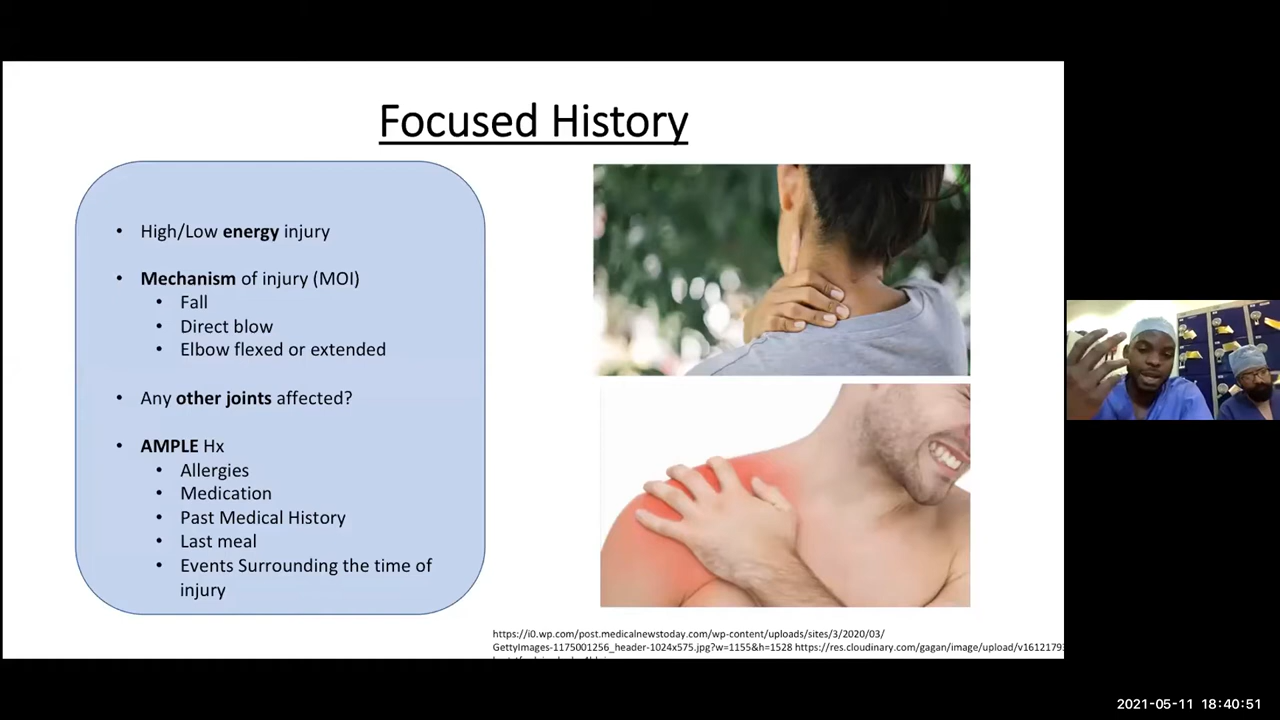 Focused History
• High/Low energy injury
• Mechanism of injury (MOI)
• Fall
• Direct blow
• Elbow flexed or extended
• Any other joints affected?
• AMPLE Hx
• Allergies
• Medication
• Past Medical History
• Last meal
• Events Surrounding the time of
injury
https://i0.wp.com/post.medicalnewstoday.com/wp-content/uploads/sites/3/2020/03/
GettyImages-1175001256_header-1024x575.jpg?w=1155&h=1528 https://res.cloudinary.com/gagan/image/upload/v1612179
2021-05-11 18:40:51